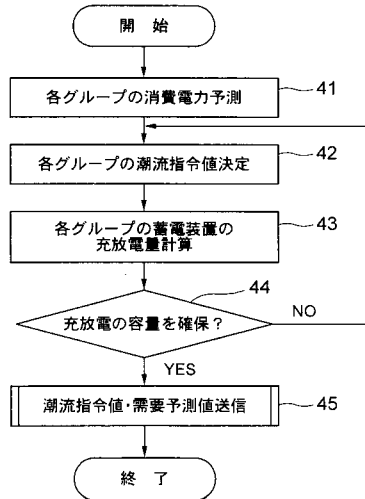 開 始
各グループの消費電力予測
41
各グループの潮流指令値決定
42
各グループの蓄電装置の
充放電量計算
43
44
充放電の容量を確保？
NO
YES
潮流指令値・需要予測値送信
45
終 了